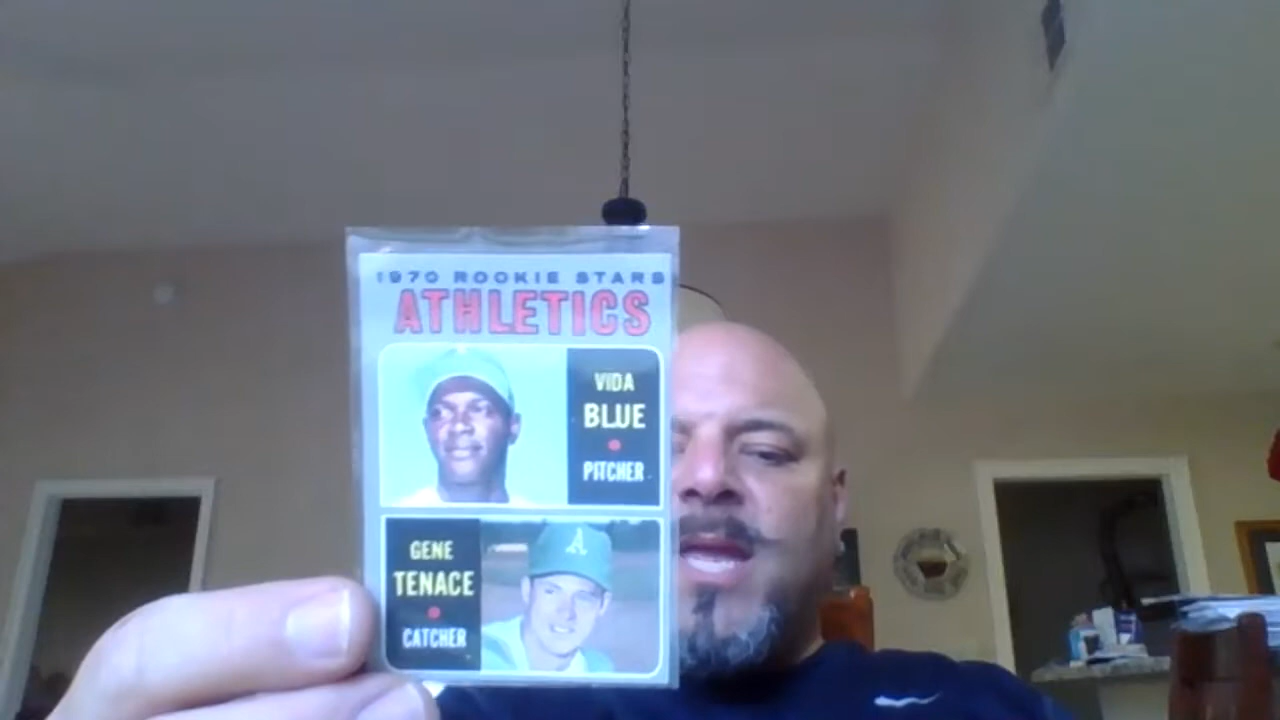 1970 ROOKIE STARS
ATHLETICS
VIDA
BLUE
PITCHER
A
GENE
TENACE
CATCHER